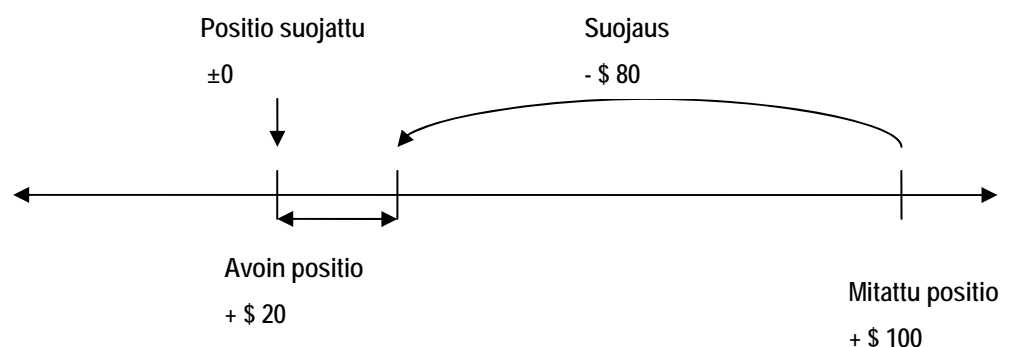 Positio suojattu
±0
Suojaus
- $ 80
Avoin positio
+ $ 20
Mitattu positio
+ $ 100